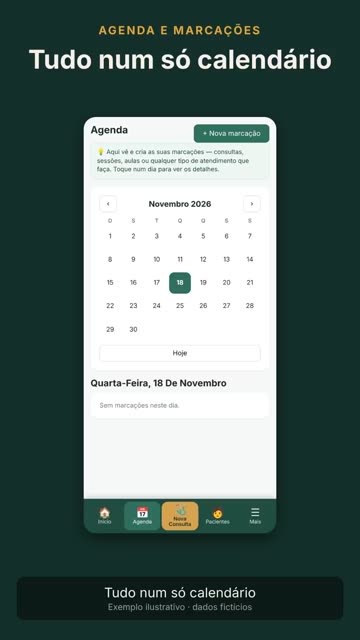 AGENDA E MARCAÇÕES
Tudo num só calendário
Agenda
+ Nova marcação
💡 Aqui vê e cria as suas marcações — consultas,
sessões, aulas ou qualquer tipo de atendimento que
faça. Toque num dia para ver os detalhes.
‹ Novembro 2026 ›
D S T Q Q S S
1 2 3 4 5 6 7
8 9 10 11 12 13 14
15 16 17 18 19 20 21
22 23 24 25 26 27 28
29 30
Hoje
Quarta-Feira, 18 De Novembro
Sem marcações neste dia.
Início
Agenda
Nova
Consulta
Pacientes
Mais
Tudo num só calendário
Exemplo ilustrativo · dados fictícios